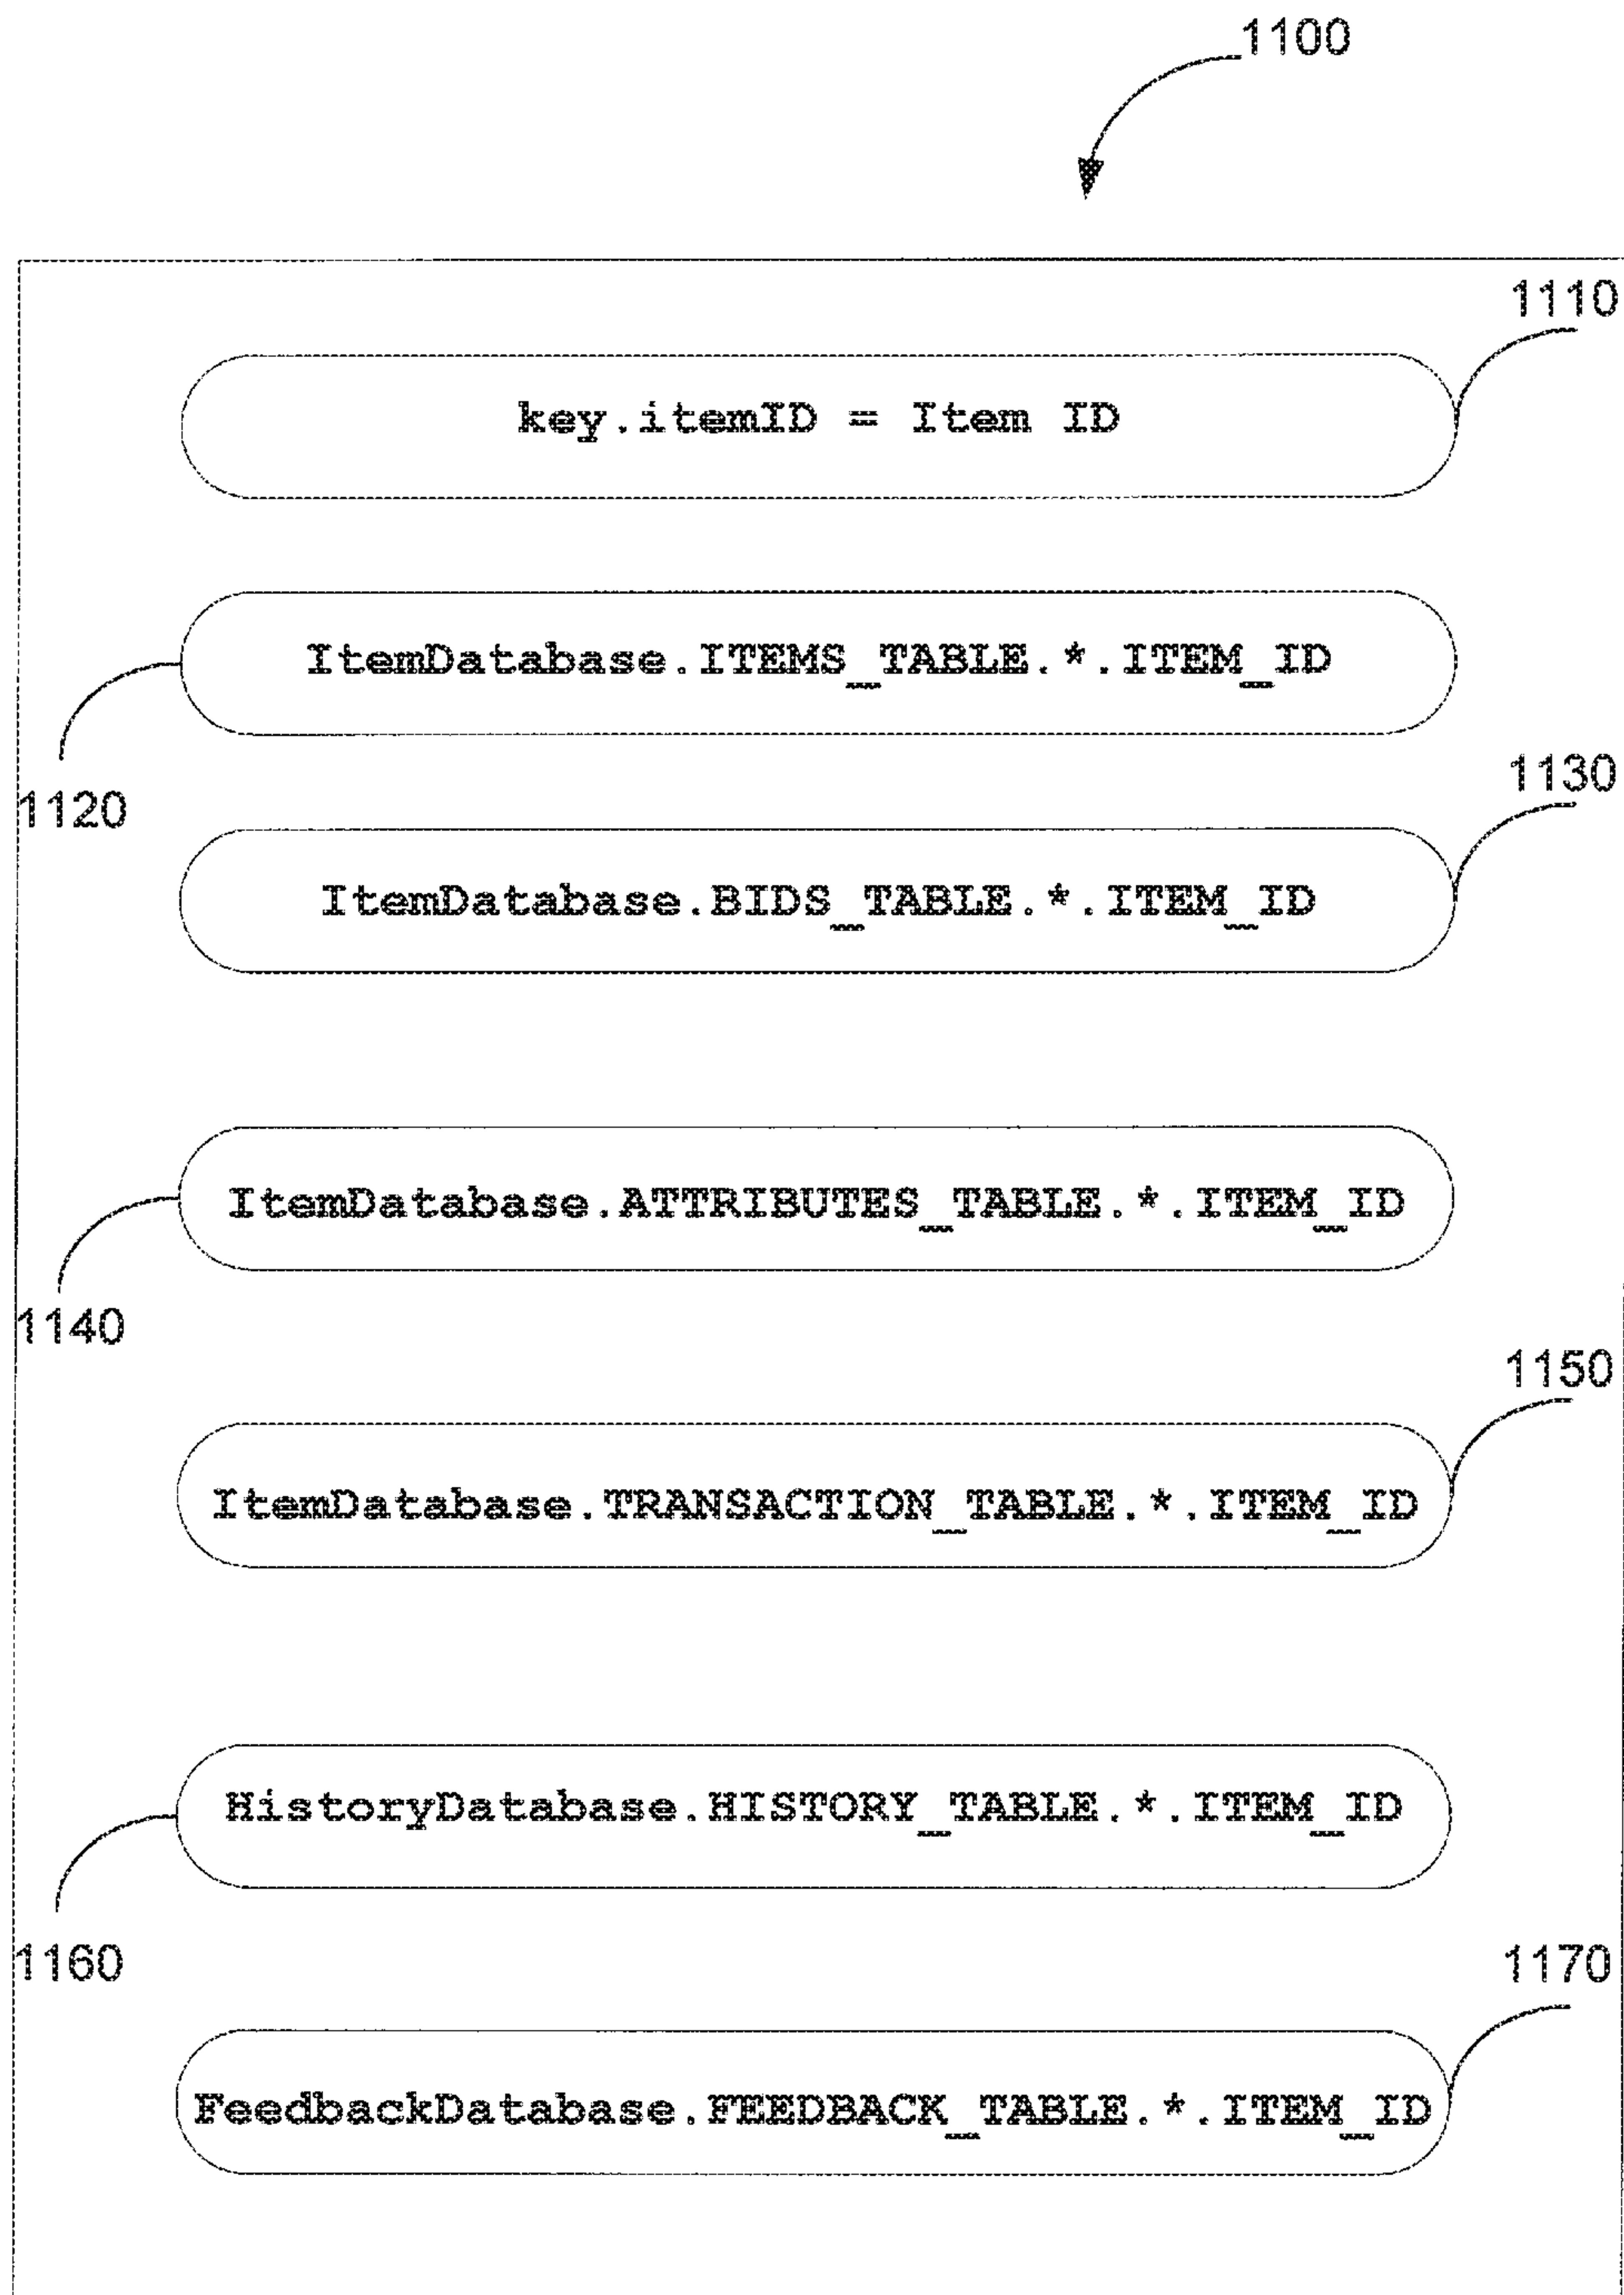 1100
1110
key.itemID = Item ID
ItemDatabase.ITEMS_TABLE.*.ITEM_ID
1120
1130
ItemDatabase.BIDS_TABLE.*.ITEM_ID
ItemDatabase.ATTRIBUTES_TABLE.*.ITEM_ID
1140
1150
ItemDatabase.TRANSACTION_TABLE.*.ITEM_ID
HistoryDatabase.HISTORY_TABLE.*.ITEM_ID
1160
1170
FeedbackDatabase.FEEDBACK_TABLE.*.ITEM_ID